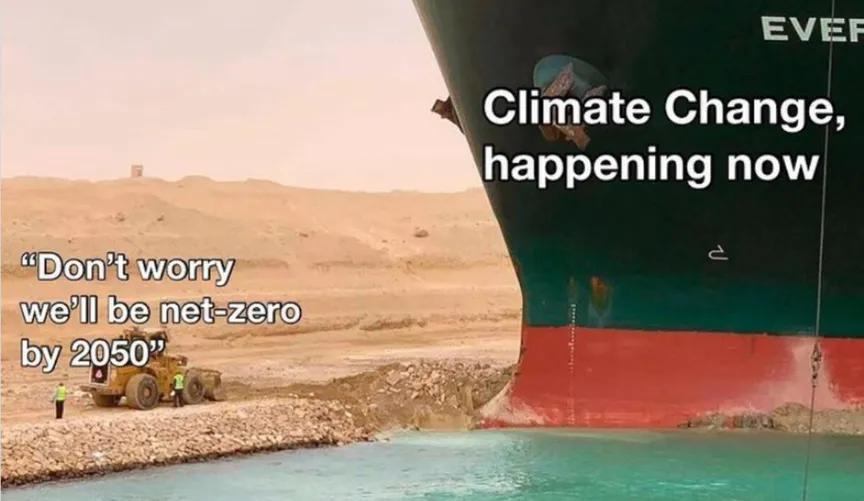 EVER
Climate Change,
happening now
“Don’t worry
we’ll be net-zero
by 2050”